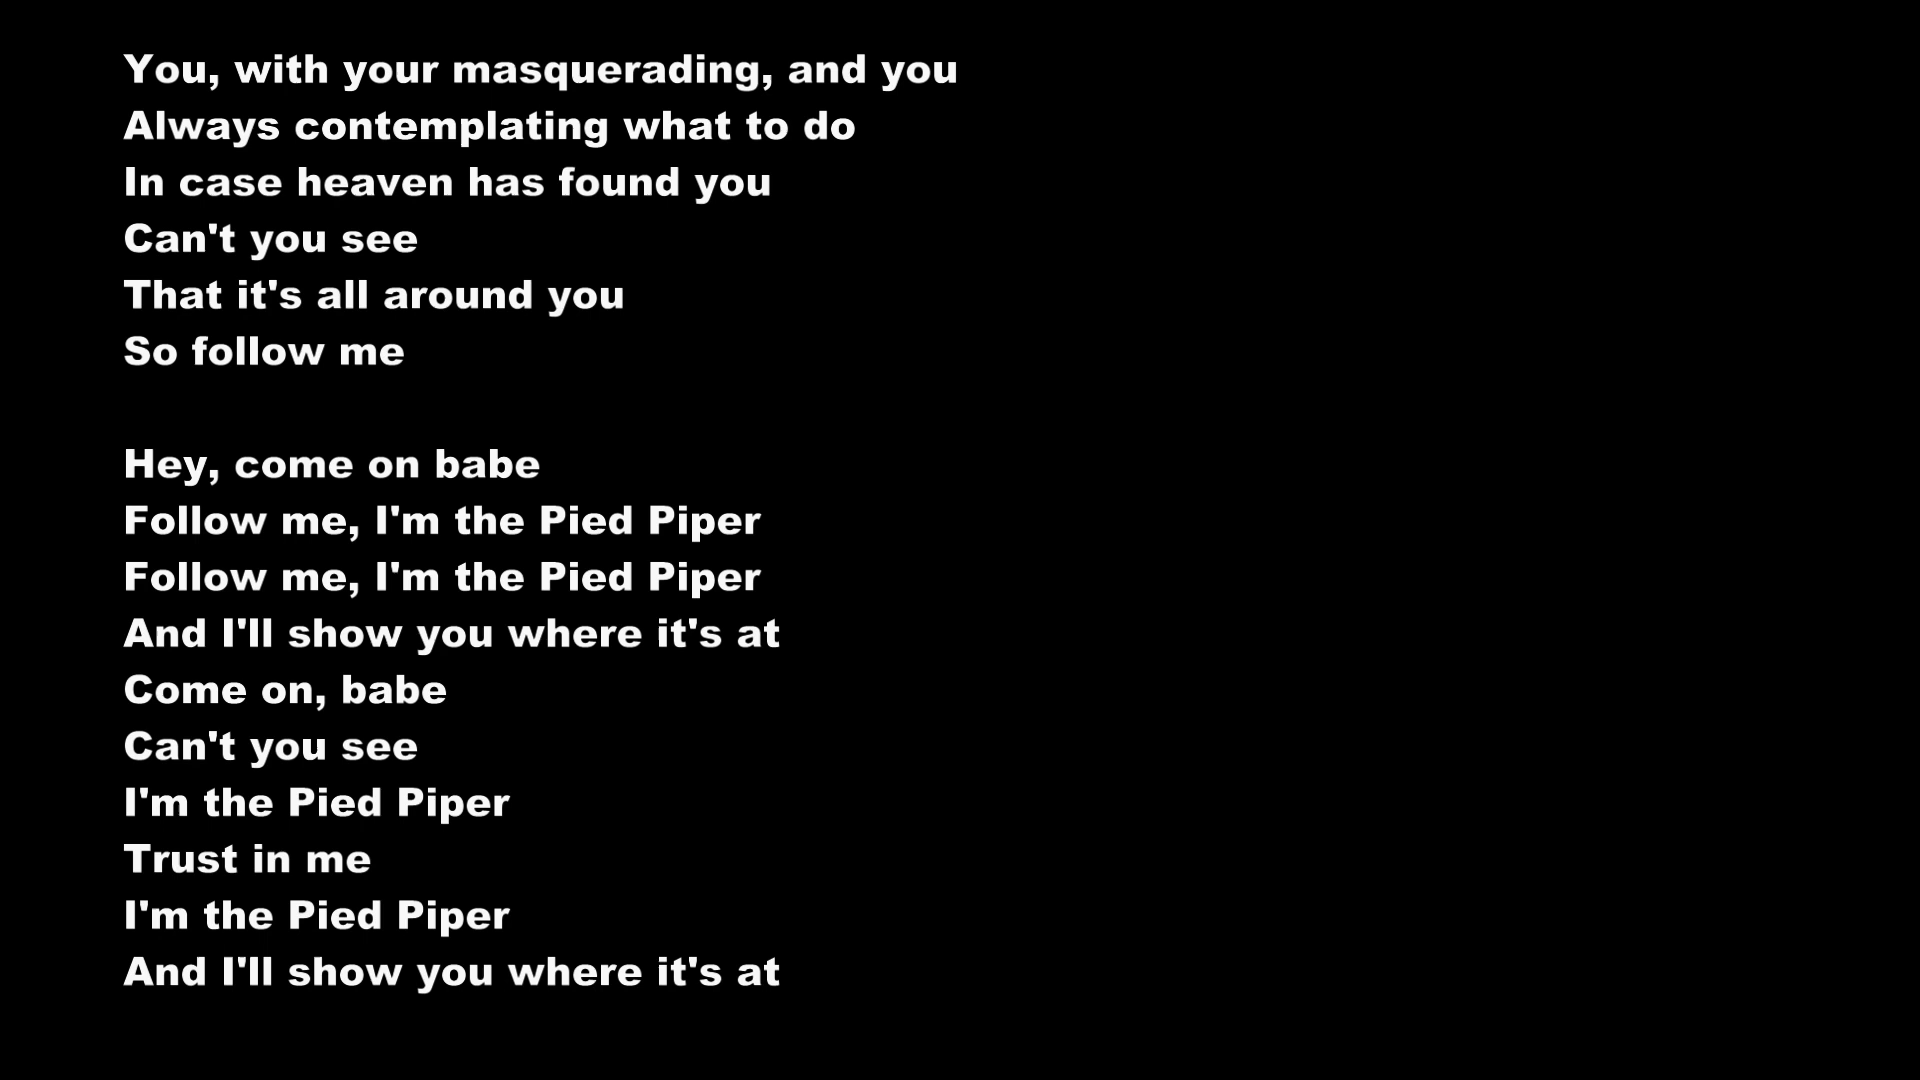 You, with your masquerading, and you
Always contemplating what to do
In case heaven has found you
Can't you see
That it's all around you
So follow me

Hey, come on babe
Follow me, I'm the Pied Piper
Follow me, I'm the Pied Piper
And I'll show you where it's at
Come on, babe
Can't you see
I'm the Pied Piper
Trust in me
I'm the Pied Piper
And I'll show you where it's at